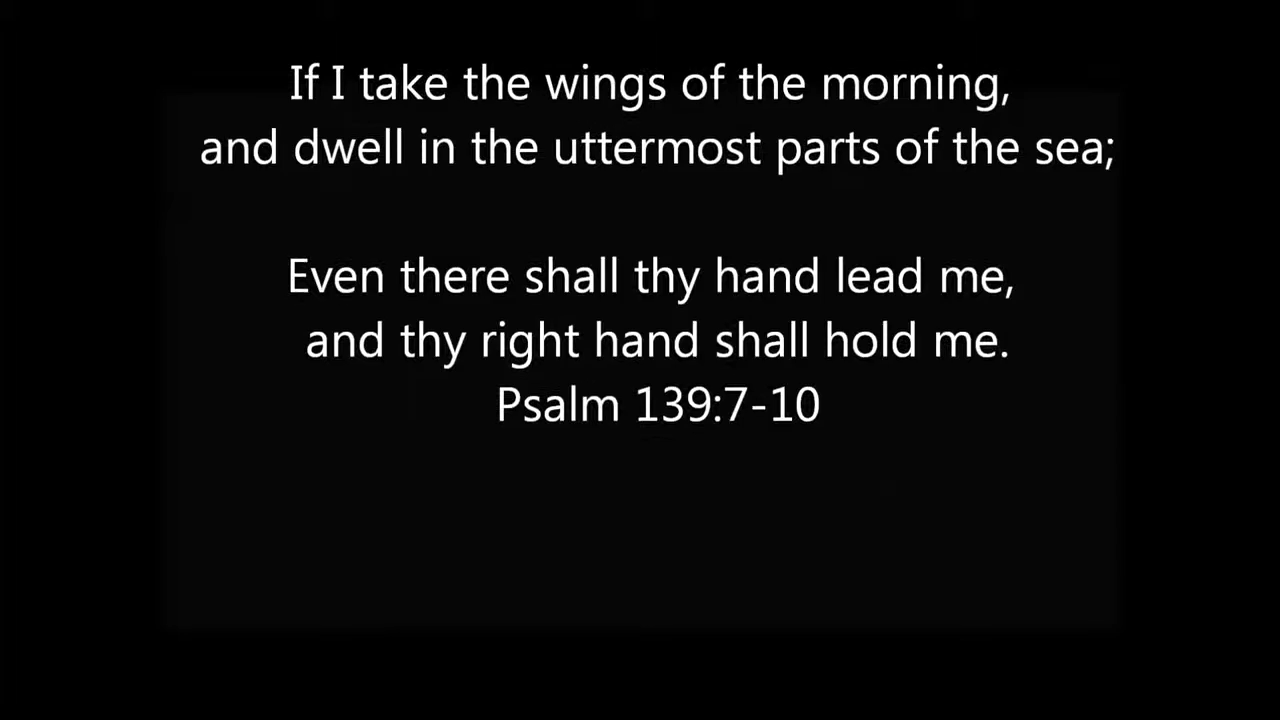 If I take the wings of the morning,
and dwell in the uttermost parts of the sea;
Even there shall thy hand lead me,
and thy right hand shall hold me.
Psalm 139:7-10